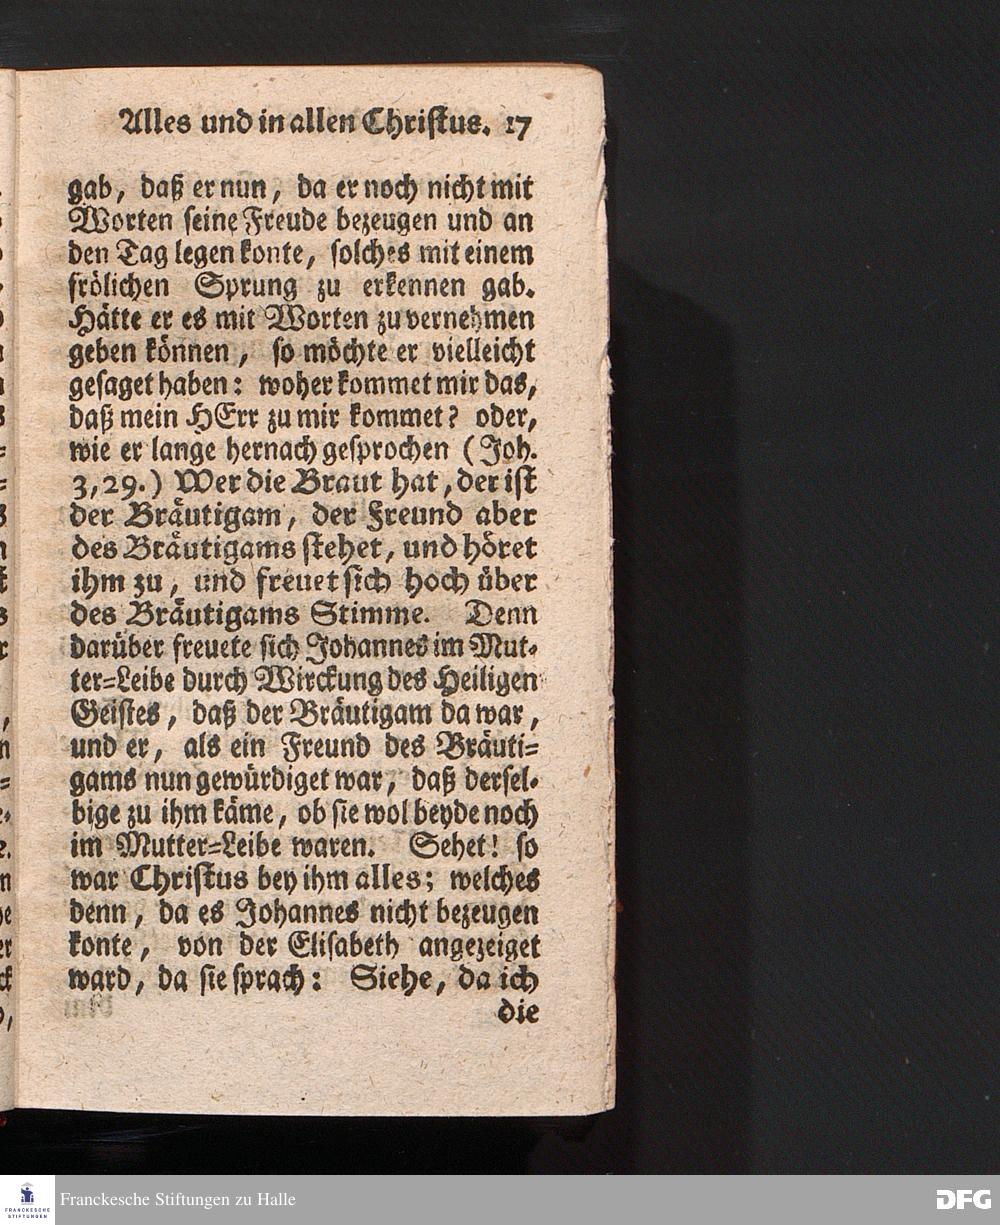 Alles und in allen Christus. 17
gab, daß er nun, da er noch nicht mit
Worten seine Freude bezeugen und an
den Tag legen konte, solches mit einem
frölichen Sprung zu erkennen gab.
Hätte er es mit Worten zu vernehmen
geben können, so möchte er vielleicht
gesaget haben: woher kommet mir das,
daß mein HErr zu mir kommet? oder,
wie er lange hernach gesprochen (Joh.
3,29.) Wer die Braut hat, der ist
der Bräutigam, der Freund aber
des Bräutigams stehet, und höret
ihm zu, und freuet sich hoch über
des Bräutigams Stimme. Denn
darüber freuete sich Johannes im Mut-
ter-Leibe durch Wirckung des Heiligen
Geistes, daß der Bräutigam da war,
und er, als ein Freund des Bräuti-
gams nun gewürdiget war, daß dersel-
bige zu ihm käme, ob sie wol beyde noch
im Mutter-Leibe waren. Sehet! so
war Christus bey ihm alles; welches
denn, da es Johannes nicht bezeugen
konte, von der Elisabeth angezeiget
ward, da sie sprach: Siehe, da ich
die
FRANCKESCHE
STIFTUNGEN
Franckesche Stiftungen zu Halle
DFG